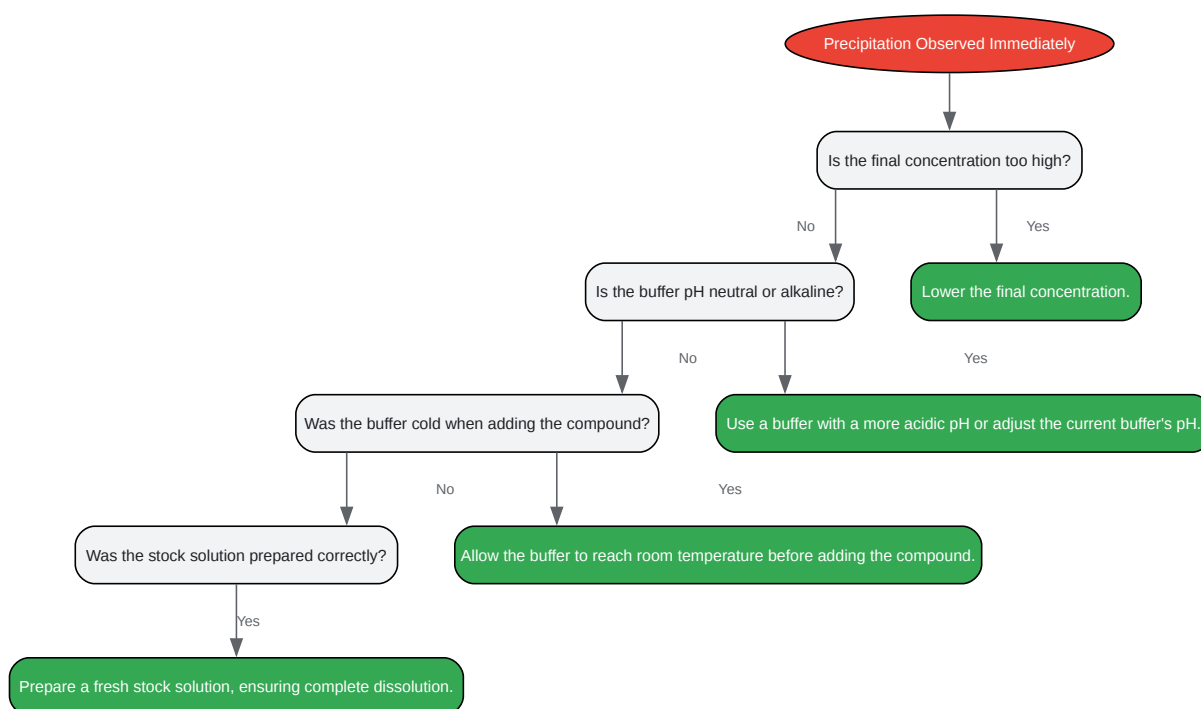 Precipitation Observed Immediately
Is the final concentration too high?
No
Yes
Is the buffer pH neutral or alkaline?
Lower the final concentration.
No
Yes
Was the buffer cold when adding the compound?
Use a buffer with a more acidic pH or adjust the current buffer's pH.
No
Yes
Was the stock solution prepared correctly?
Allow the buffer to reach room temperature before adding the compound.
Yes
Prepare a fresh stock solution, ensuring complete dissolution.